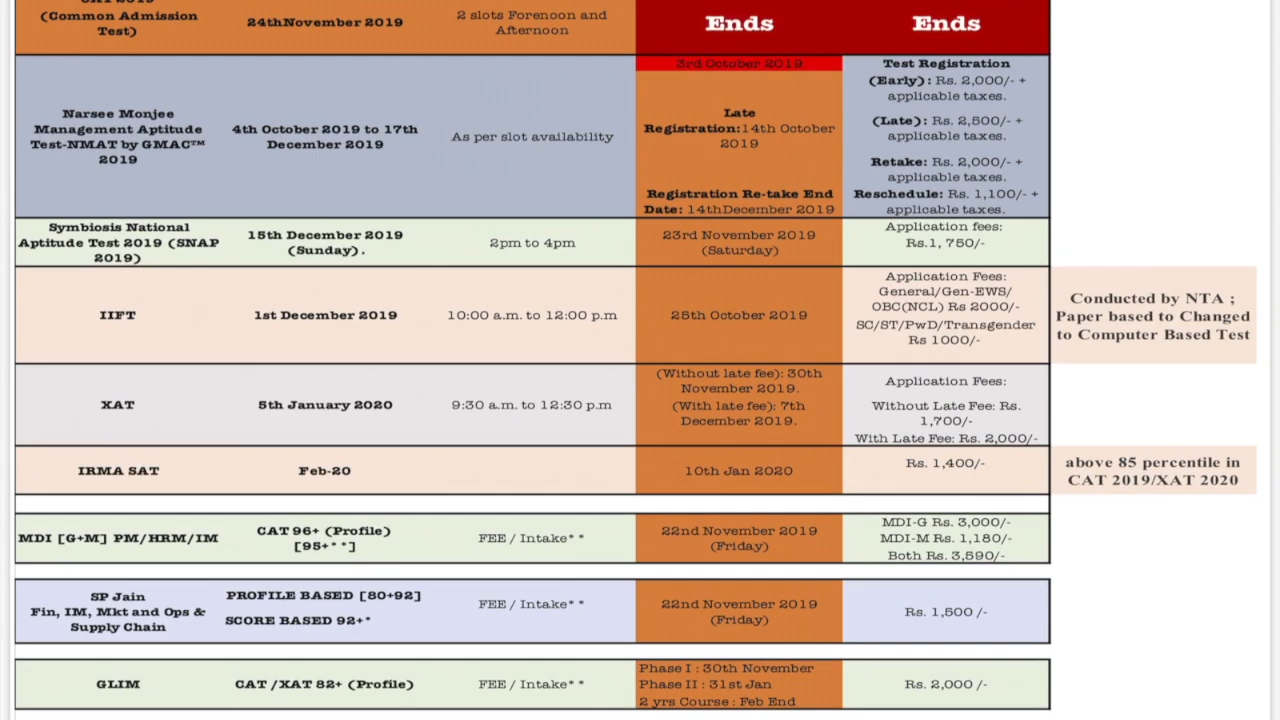 (Common Admission
Test)
24thNovember 2019
2 slots Forenoon and
Afternoon
Ends
Ends
Narsee Monjee
Management Aptitude
Test-NMAT by GMAC™
2019
4th October 2019 to 17th
December 2019
As per slot availability
3rd October 2019
Late
Registration:14th October
2019
Registration Re-take End
Date: 14thDecember 2019
Test Registration
(Early): Rs. 2,000/- +
applicable taxes.
(Late): Rs. 2,500/- +
applicable taxes.
Retake: Rs. 2,000/- +
applicable taxes.
Reschedule: Rs. 1,100/- +
applicable taxes.
Symbiosis National
Aptitude Test 2019 (SNAP
2019)
15th December 2019
(Sunday).
2pm to 4pm
23rd November 2019
(Saturday)
Application fees:
Rs.1, 750/-
IIFT
1st December 2019
10:00 a.m. to 12:00 p.m
25th October 2019
Application Fees:
General/Gen-EWS/
OBC(NCL) Rs 2000/-
SC/ST/PwD/Transgender
Rs 1000/-
Conducted by NTA ;
Paper based to Changed
to Computer Based Test
XAT
5th January 2020
9:30 a.m. to 12:30 p.m
(Without late fee): 30th
November 2019.
(With late fee): 7th
December 2019.
Application Fees:
Without Late Fee: Rs.
1,700/-
With Late Fee: Rs. 2,000/-
IRMA SAT
Feb-20
10th Jan 2020
Rs. 1,400/-
above 85 percentile in
CAT 2019/XAT 2020
MDI [G+M] PM/HRM/IM
CAT 96+ (Profile)
[95+**]
FEE / Intake**
22nd November 2019
(Friday)
MDI-G Rs. 3,000/-
MDI-M Rs. 1,180/-
Both Rs. 3,590/-
SP Jain
Fin, IM, Mkt and Ops &
Supply Chain
PROFILE BASED [80+92]
SCORE BASED 92+*
FEE / Intake**
22nd November 2019
(Friday)
Rs. 1,500 /-
GLIM
CAT /XAT 82+ (Profile)
FEE / Intake**
Phase I : 30th November
Phase II : 31st Jan
2 yrs Course : Feb End
Rs. 2,000 /-